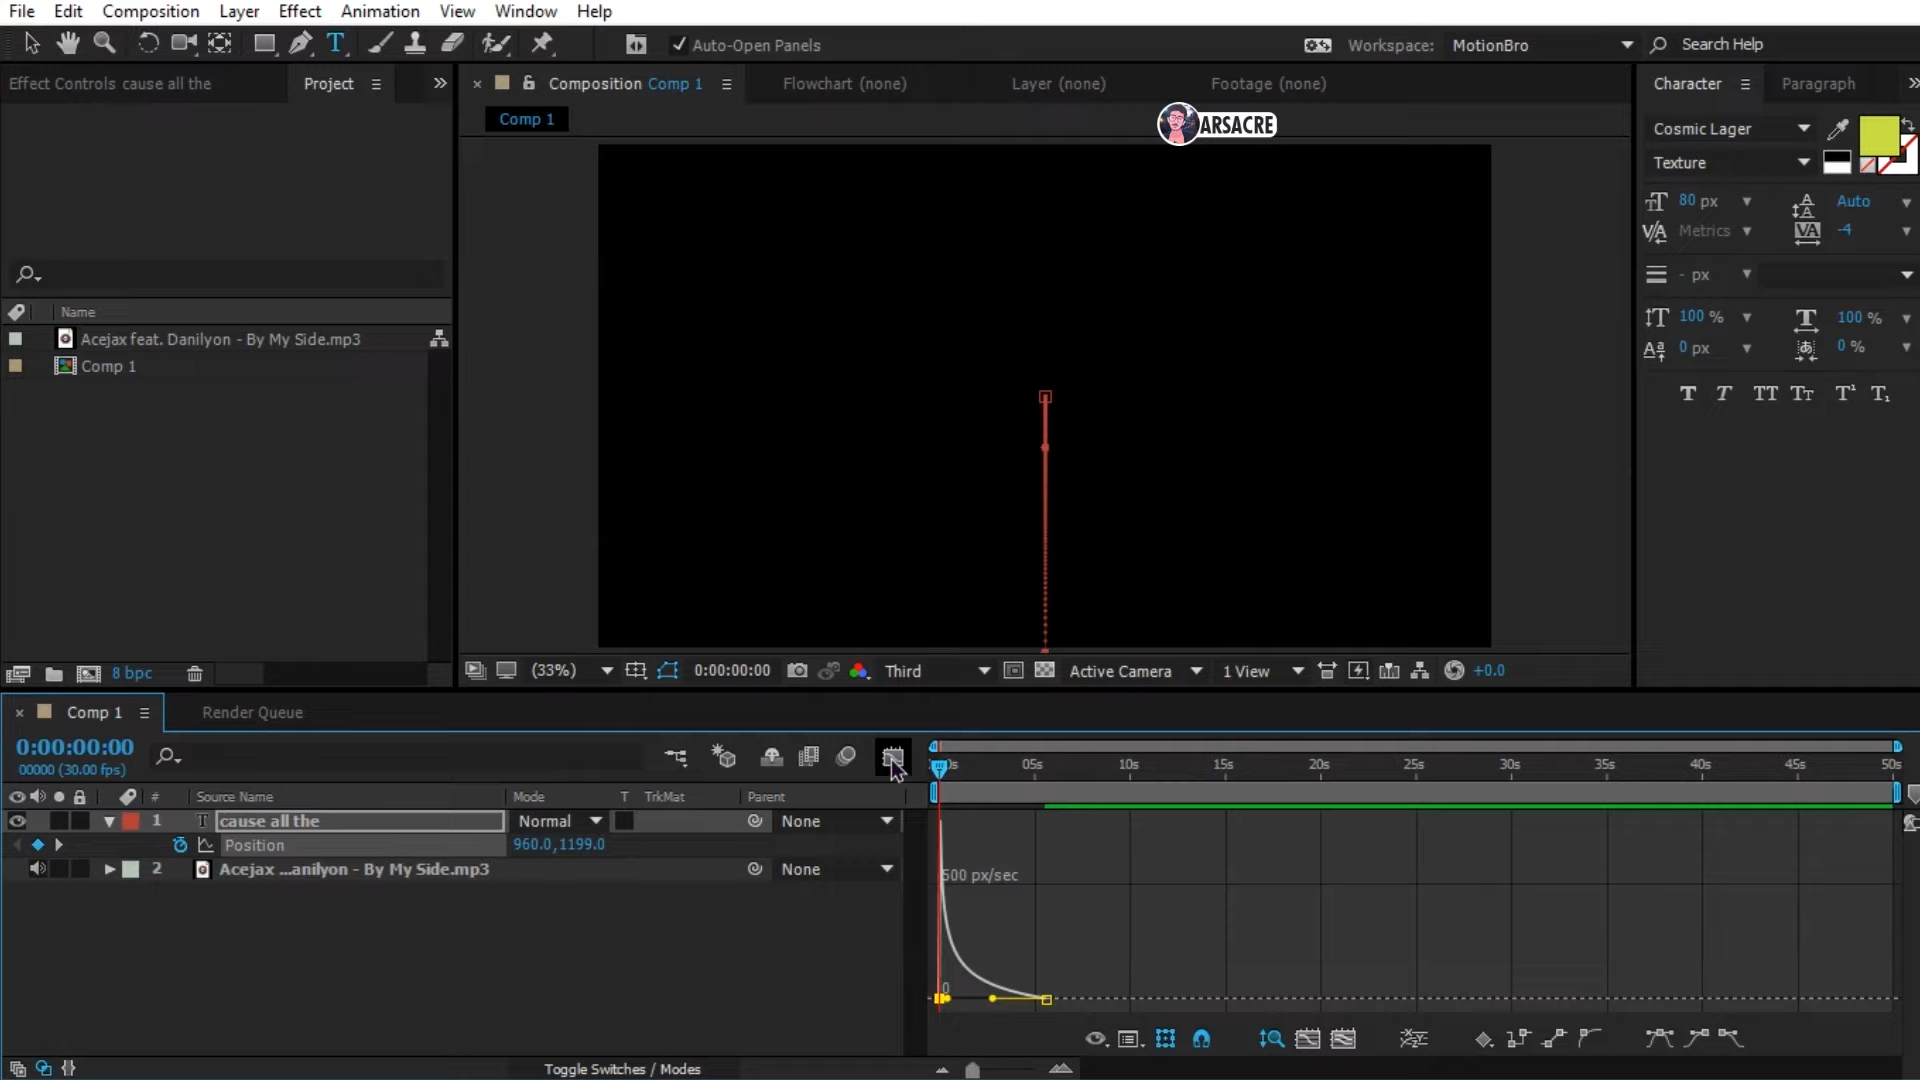 File Edit Composition Layer Effect Animation View Window Help
Auto-Open Panels Workspace: MotionBro Search Help
Effect Controls cause all the Project Composition Comp 1 Flowchart (none) Layer (none) Footage (none) Character Paragraph
Comp 1
ARSACRE
Cosmic Lager
Texture
80 px Auto
Metrics -4
- px
100 % 100 %
0 px 0 %
T T TT Tт T¹ T₁
Name
Acejax feat. Danilyon - By My Side.mp3
Comp 1
8 bpc
(33%) 0:00:00:00 Third Active Camera 1 View +0.0
Comp 1 Render Queue
0:00:00:00
00000 (30.00 fps)
0s 05s 10s 15s 20s 25s 30s 35s 40s 45s 50s
# Source Name Mode T TrkMat Parent
1 T cause all the Normal None
Position 960.0,1199.0
2 Acejax ...anilyon - By My Side.mp3 None
500 px/sec
0
Toggle Switches / Modes